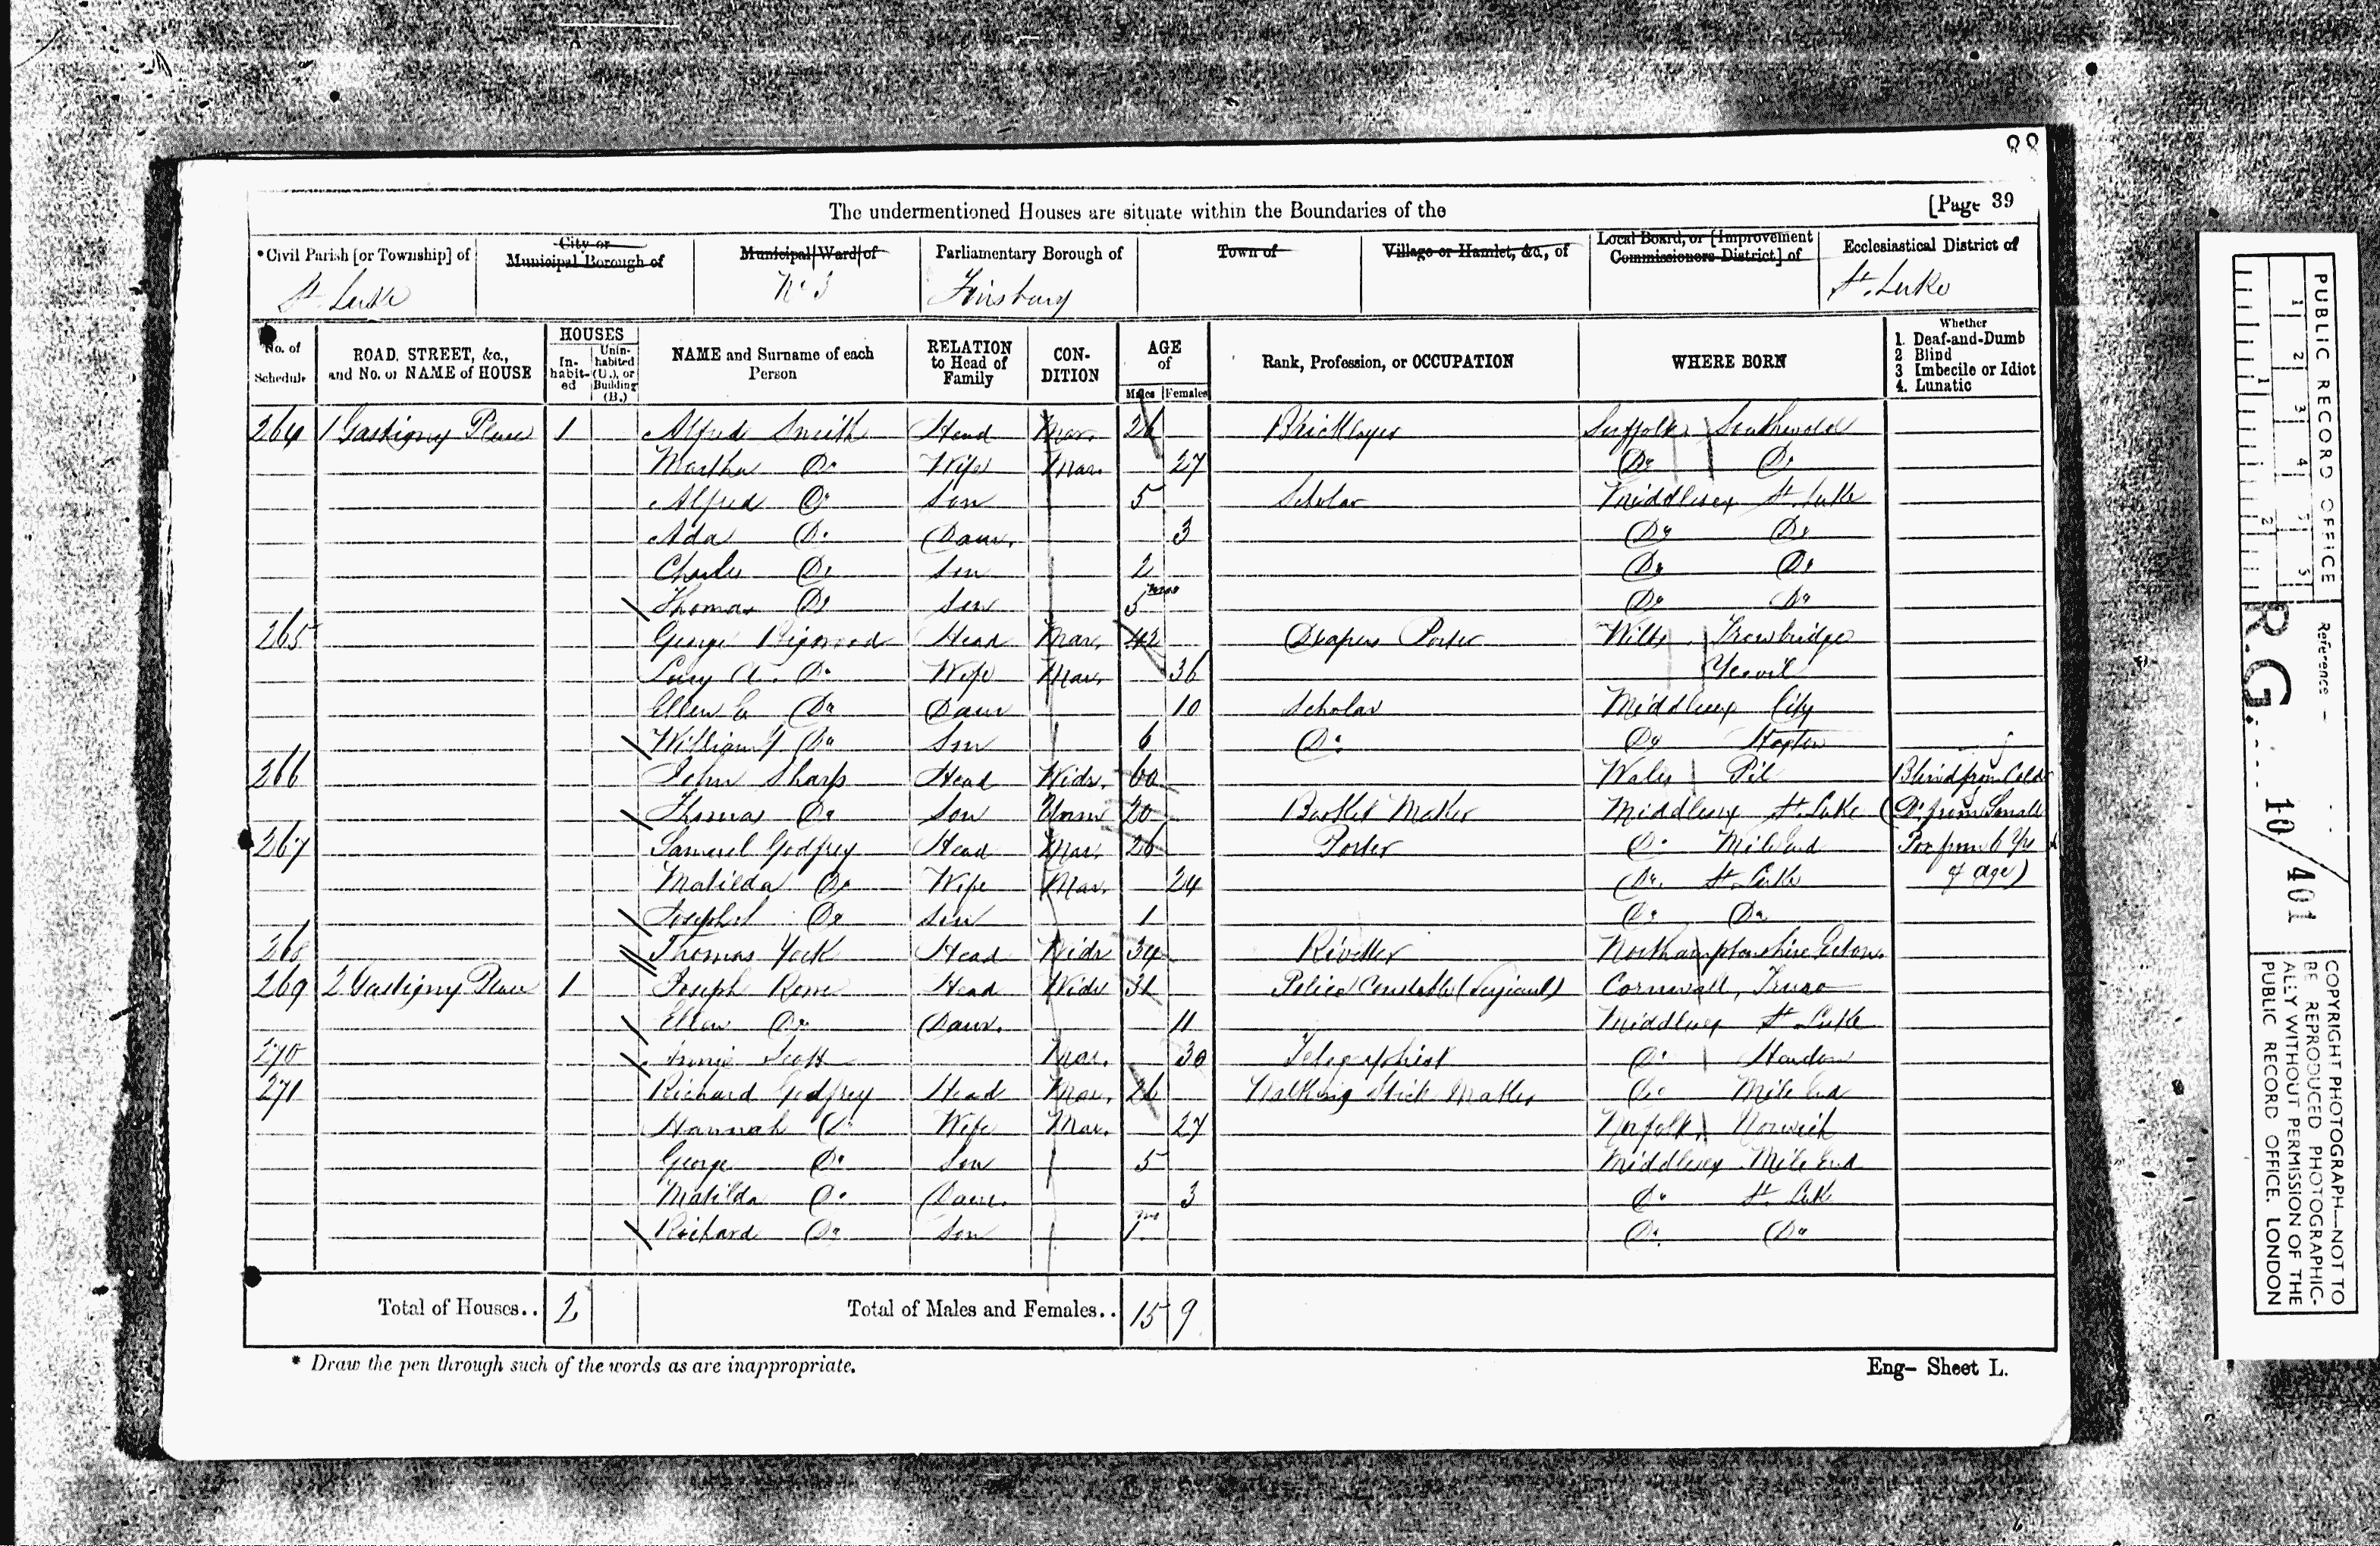 88
The undermentioned Houses are situate within the Boundaries of the [Page 39
*Civil Parish [or Township] of City or Municipal Borough of Municipal Ward of Parliamentary Borough of Town of Village or Hamlet, &c., of Local Board, or [Improvement Commissioners District] of Ecclesiastical District of
St. Luke No 3 Finsbury St. Luke
No. of Schedule ROAD, STREET, &c., and No. or NAME of HOUSE HOUSES Inhabited Uninhabited (U.), or Building (B.) NAME and Surname of each Person RELATION to Head of Family CONDITION AGE of Males Females Rank, Profession, or OCCUPATION WHERE BORN Whether 1. Deaf-and-Dumb 2 Blind 3 Imbecile or Idiot 4. Lunatic
264 1 Gastigny Place 1 Alfred Smith Head Mar. 26 Bricklayer Suffolk Southwold
Martha Do Wife Mar. 27 Do Do
Alfred Do Son 5 Scholar Middlesex St. Luke
Ada Do Daur. 3 Do Do
Charles Do Son 2 Do Do
Thomas Do Son 5 mos Do Do
265 George Head Mar. 42 Drapers Porter Wilts Trowbridge
Lucy A. Do Wife Mar. 36 Yeovil
Ellen E Do Daur 10 Scholar Middlesex City
William Do Son 6 Do Do Hoxton
266 John Sharp Head Widr. 60 Wales Pil Blind from Cold
Thomas Do Son Unm 20 Basket Maker Middlesex St. Luke (Do from Small
267 Samuel Godfrey Head Mar. 26 Porter Do Mile End Pox from 6 Yrs
Matilda Do Wife Mar. 24 Do. St. Luke of age)
Joseph Do Son 1 Do Do
268 Thomas Yock Head Widr 34 Rivetter Northamptonshire
269 2 Gastigny Place 1 Joseph Rowe Head Widr 31 Police Constable (Serjeant) Cornwall, Truro
Ellen Do Daur. 11 Middlesex St. Luke
270 Annie Scott Mar. 30 Telegraphist Do Hendon
271 Richard Godfrey Head Mar. 26 Walking Stick Maker Do Mile End
Hannah Do Wife Mar. 27 Norfolk Norwich
George Do Son 5 Middlesex Mile End
Matilda Do Daur. 3 Do St. Luke
Richard Do Son 1 mo Do. Do
Total of Houses.. 2 Total of Males and Females.. 15 9
* Draw the pen through such of the words as are inappropriate. Eng- Sheet L.
PUBLIC RECORD OFFICE
1 2 3 4 5
1 2
Reference -
R.G. 10/401
COPYRIGHT PHOTOGRAPH—NOT TO
BE REPRODUCED PHOTOGRAPHIC-
ALLY WITHOUT PERMISSION OF THE
PUBLIC RECORD OFFICE, LONDON